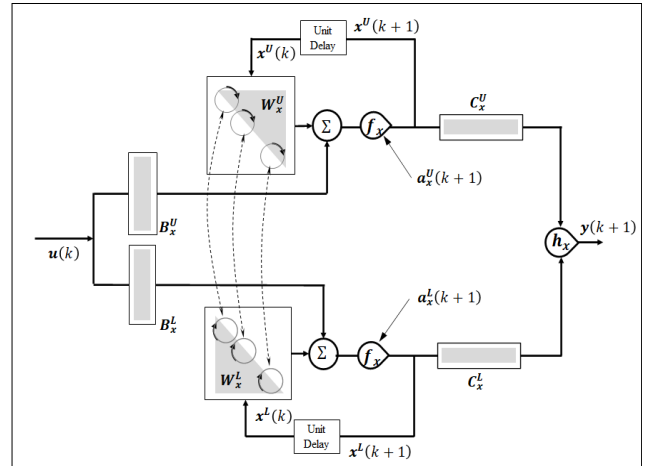 Unit
Delay
𝒙^U(k+1)
𝒙^U(k)
W_x^U
C_x^U
Σ
f_x
a_x^U(k+1)
B_x^U
u(k)
h_x
y(k+1)
B_x^L
a_x^L(k+1)
Σ
f_x
W_x^L
C_x^L
x^L(k)
Unit
Delay
x^L(k+1)